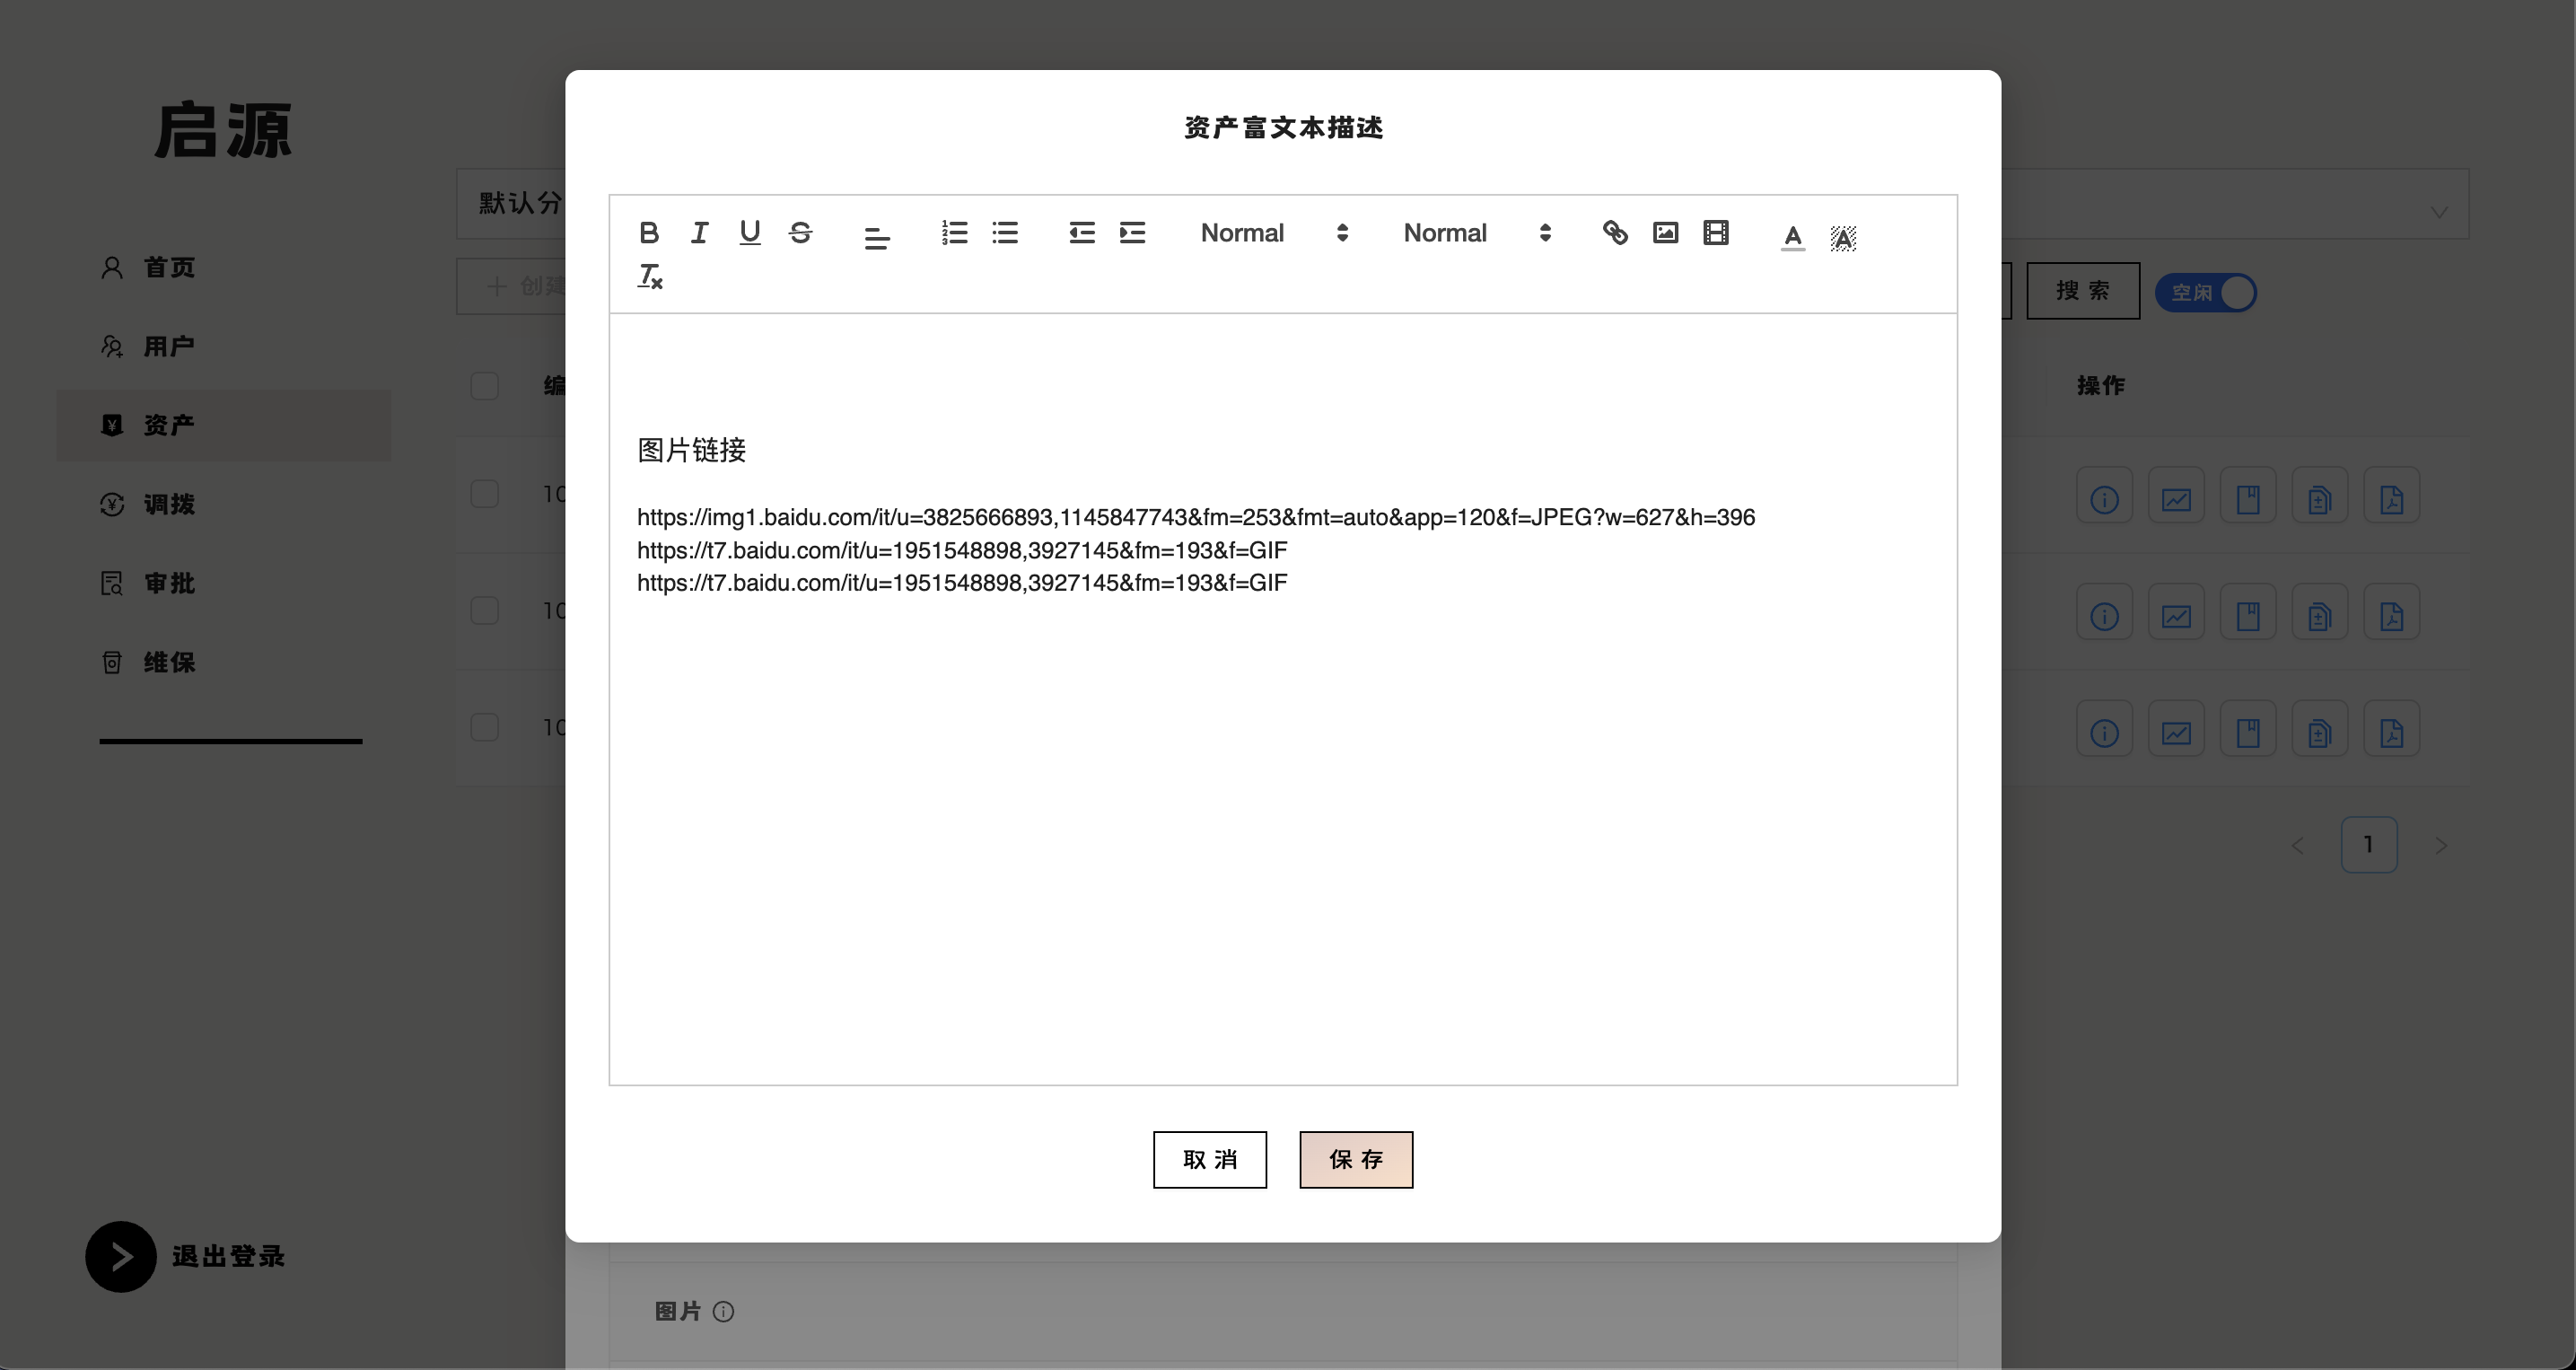 启源
首页
用户
资产
调拨
审批
维保
退出登录
默认分
创建
搜 索
空闲
编
操作
10
10
10
1
资产富文本描述
Normal
Normal
图片链接
https://img1.baidu.com/it/u=3825666893,1145847743&fm=253&fmt=auto&app=120&f=JPEG?w=627&h=396
https://t7.baidu.com/it/u=1951548898,3927145&fm=193&f=GIF
https://t7.baidu.com/it/u=1951548898,3927145&fm=193&f=GIF
取 消
保 存
图片